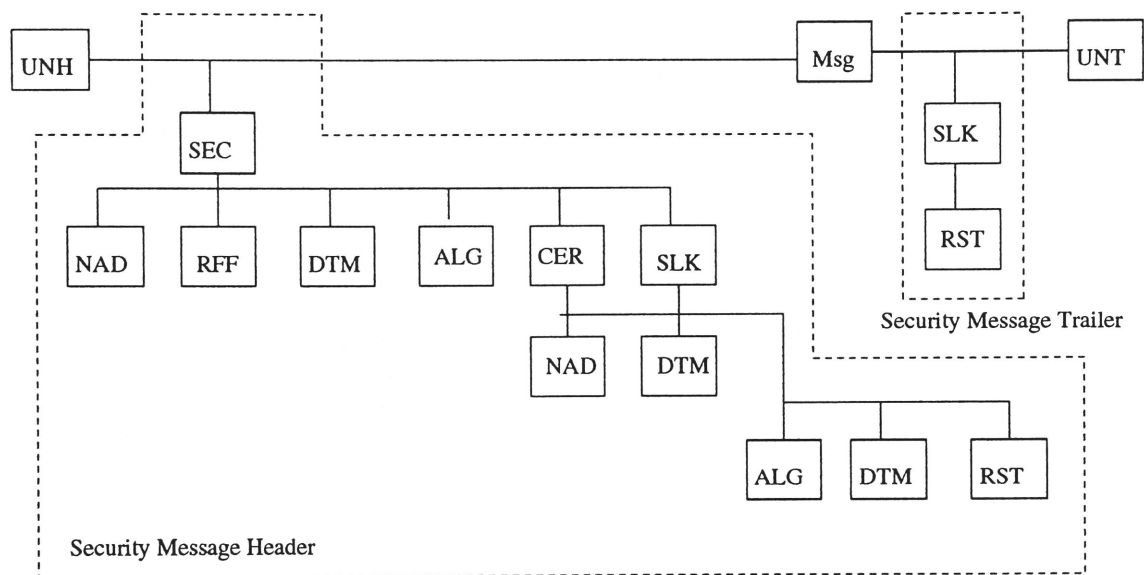 UNH
Msg
UNT
SEC
SLK
NAD
RFF
DTM
ALG
CER
SLK
RST
Security Message Trailer
NAD
DTM
ALG
DTM
RST
Security Message Header